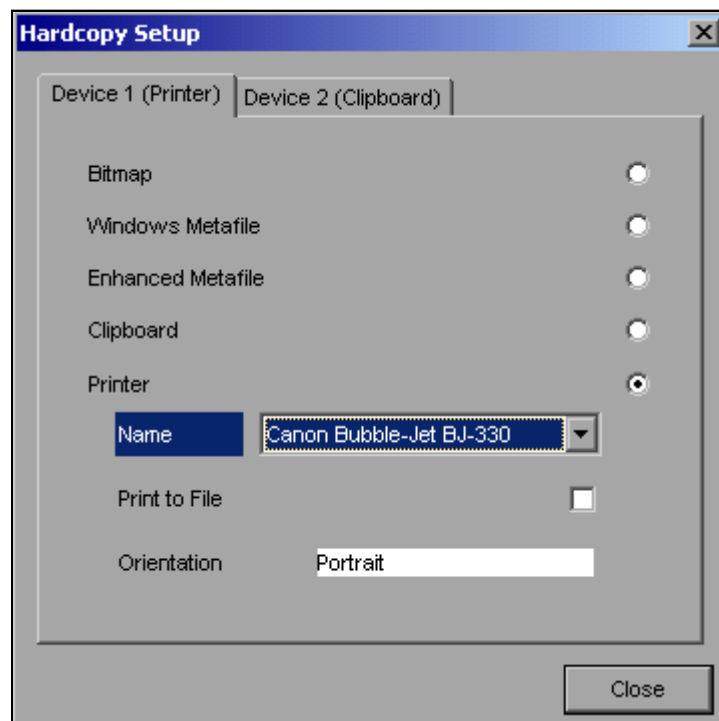 Hardcopy Setup
Device 1 (Printer) Device 2 (Clipboard)
Bitmap
Windows Metafile
Enhanced Metafile
Clipboard
Printer
Name Canon Bubble-Jet BJ-330
Print to File
Orientation Portrait
Close